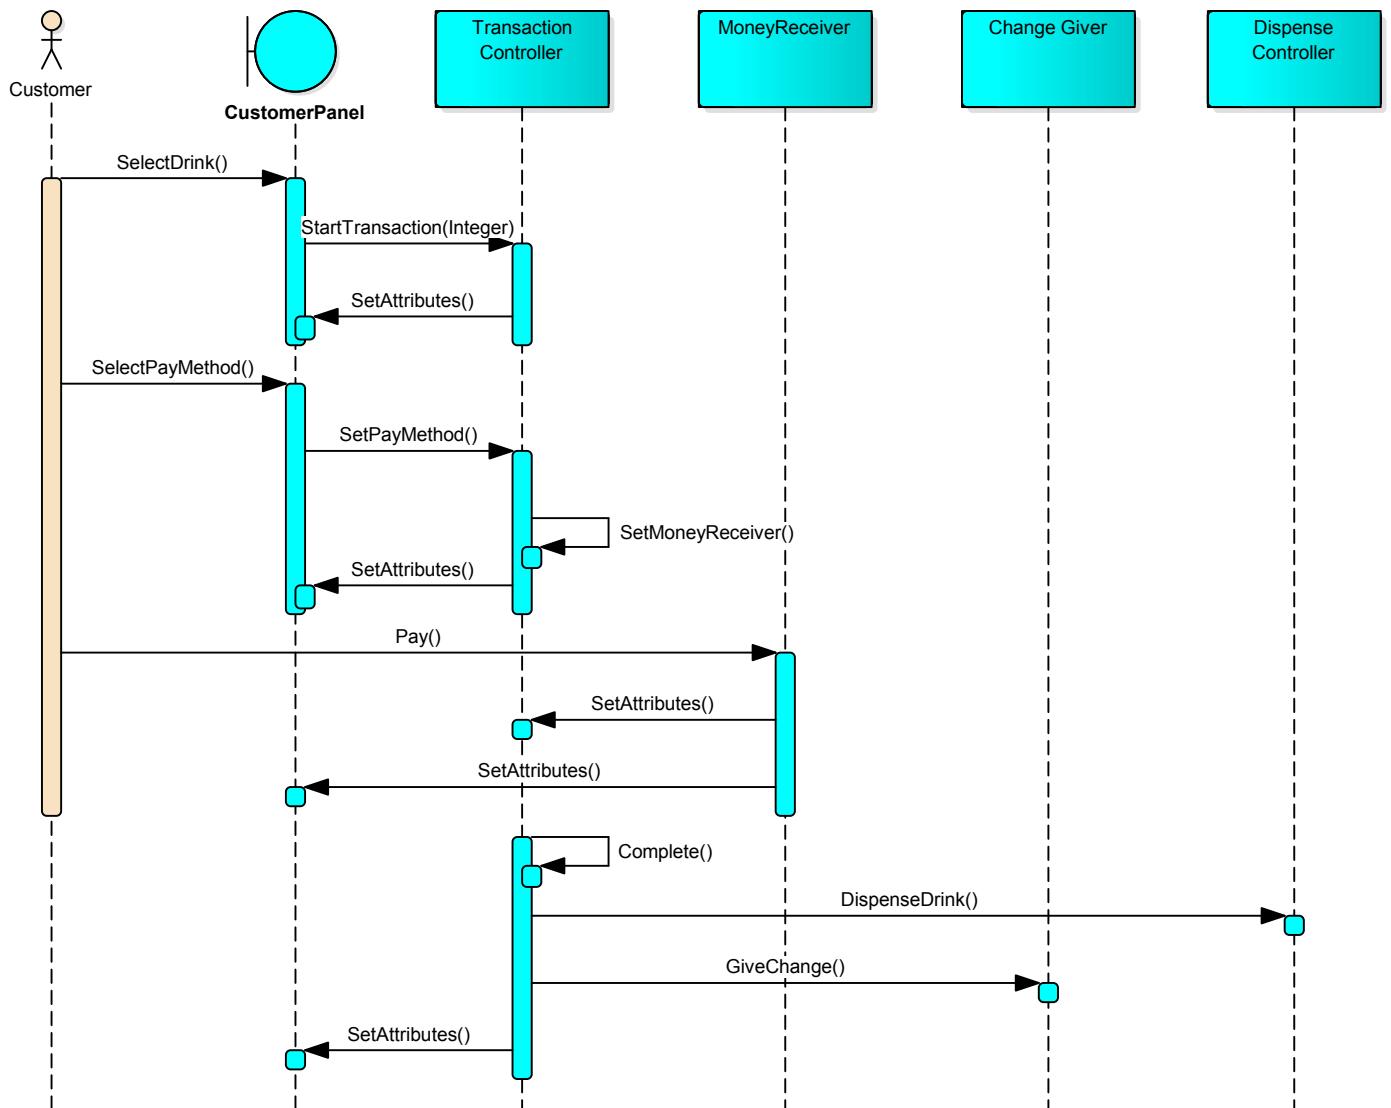 Transaction
Controller
MoneyReceiver
Change Giver
Dispense
Controller
Customer
CustomerPanel
SelectDrink()
StartTransaction(Integer)
SetAttributes()
SelectPayMethod()
SetPayMethod()
SetMoneyReceiver()
SetAttributes()
Pay()
SetAttributes()
SetAttributes()
Complete()
DispenseDrink()
GiveChange()
SetAttributes()